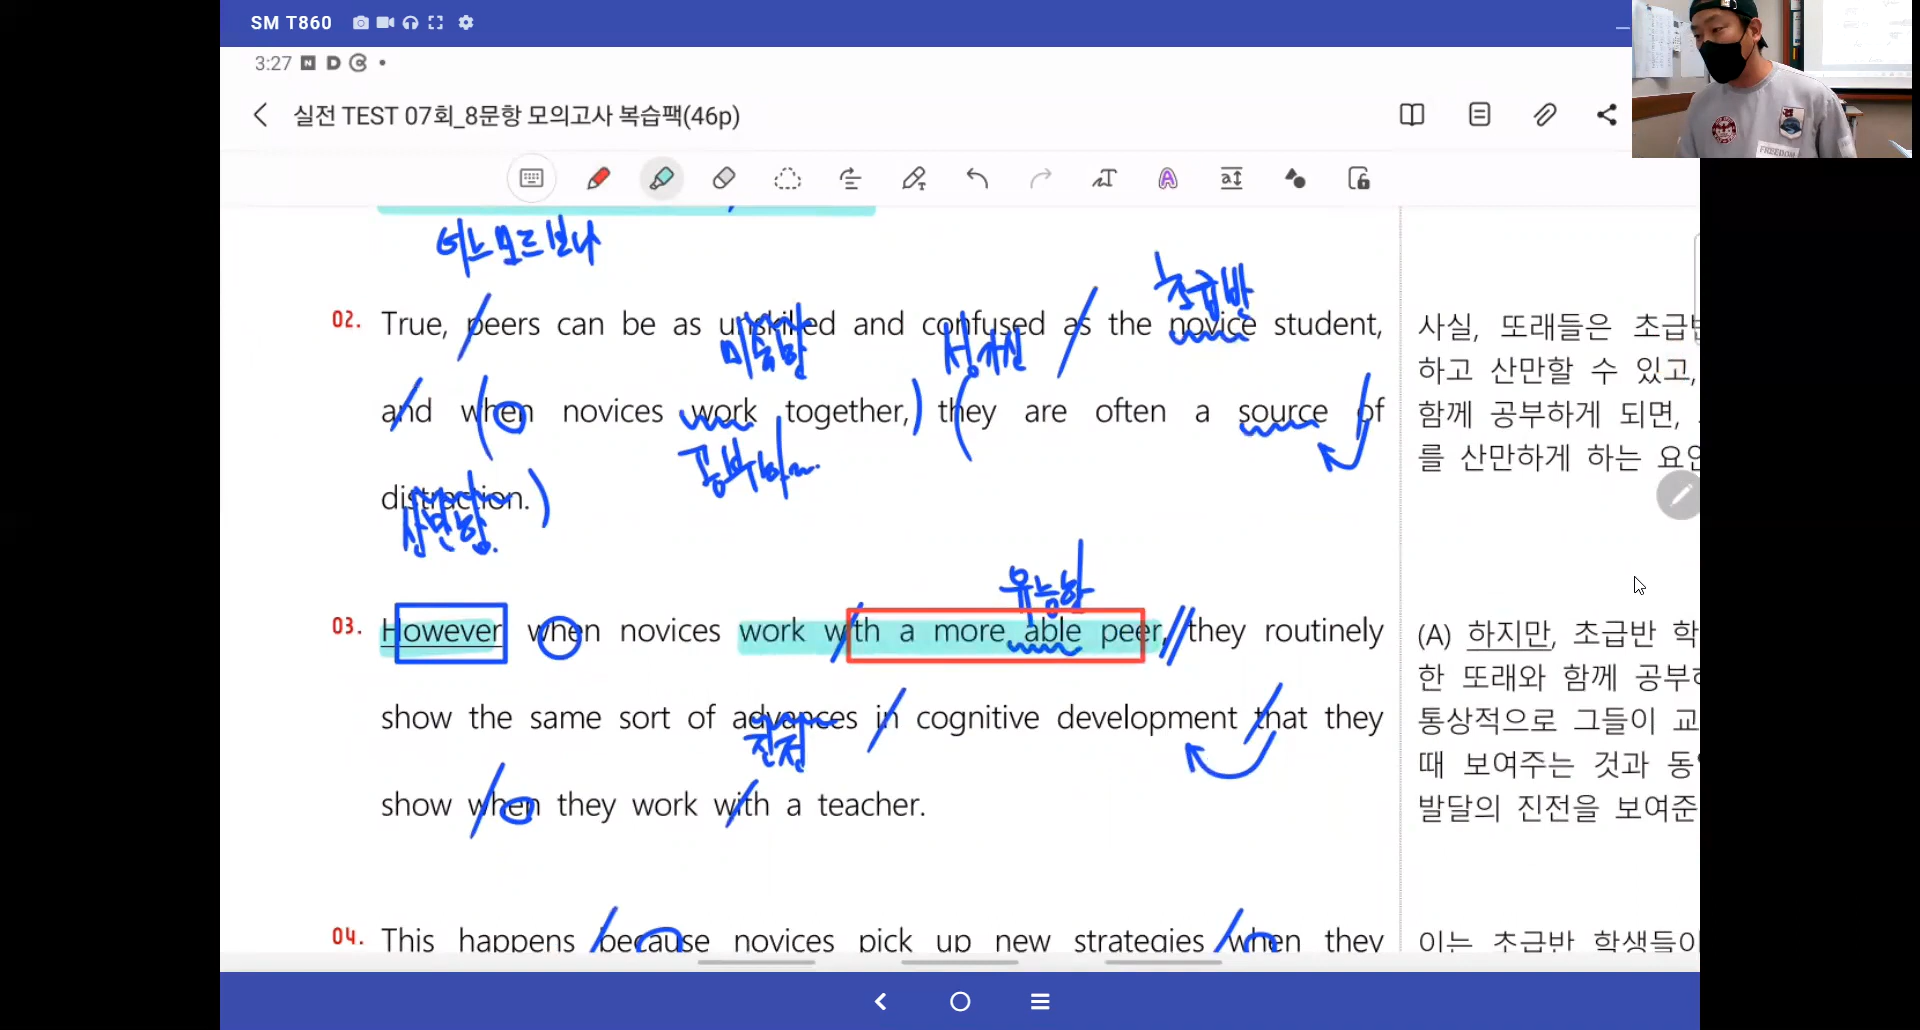 SM T860
3:27
실전 TEST 07회_8문항 모의고사 복습팩(46p)
FREEDOM
어느 모드보나
초급반
02. True, peers can be as unskilled and confused as the novice student,
미숙한
and when novices work together,) (they are often a source of
공부하
distraction.)
산만함.
유능한
03. However when novices work with a more able peer, they routinely
show the same sort of advances in cognitive development that they
진전
show when they work with a teacher.
04. This happens because novices pick up new strategies when they
사실, 또래들은 초급
하고 산만할 수 있고,
함께 공부하게 되면,
를 산만하게 하는 요
(A) 하지만, 초급반 학
한 또래와 함께 공부
통상적으로 그들이 교
때 보여주는 것과 동
발달의 진전을 보여준
이는 초급반 학생들이